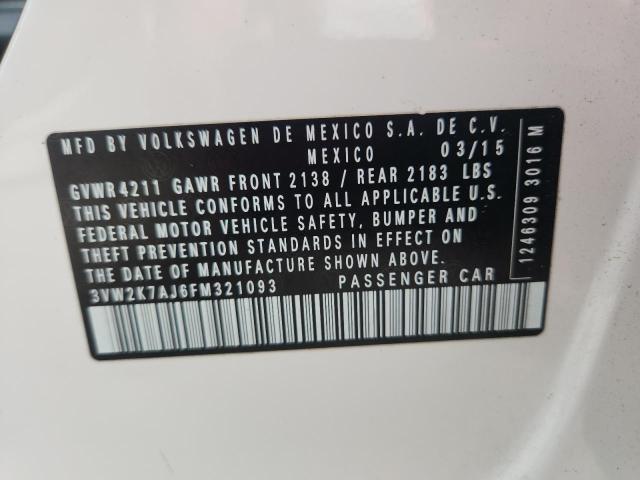 MFD BY VOLKSWAGEN DE MEXICO S.A. DE C.V.
MEXICO 03/15
GVWR 4211 GAWR FRONT 2138 / REAR 2183 LBS
THIS VEHICLE CONFORMS TO ALL APPLICABLE U.S.
FEDERAL MOTOR VEHICLE SAFETY, BUMPER AND
THEFT PREVENTION STANDARDS IN EFFECT ON
THE DATE OF MANUFACTURE SHOWN ABOVE.
3VW2K7AJ6FM321093 PASSENGER CAR
1246309 3016 M